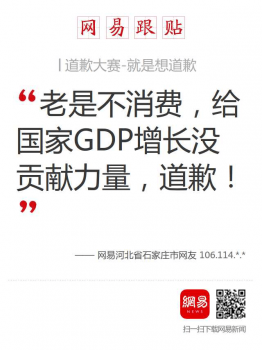 网易跟贴
道歉大赛-就是想道歉
“老是不消费，给
国家GDP增长没
贡献力量，道歉！
”
—— 网易河北省石家庄市网友 106.114.*.*
网易
NEWS
扫一扫下载网易新闻